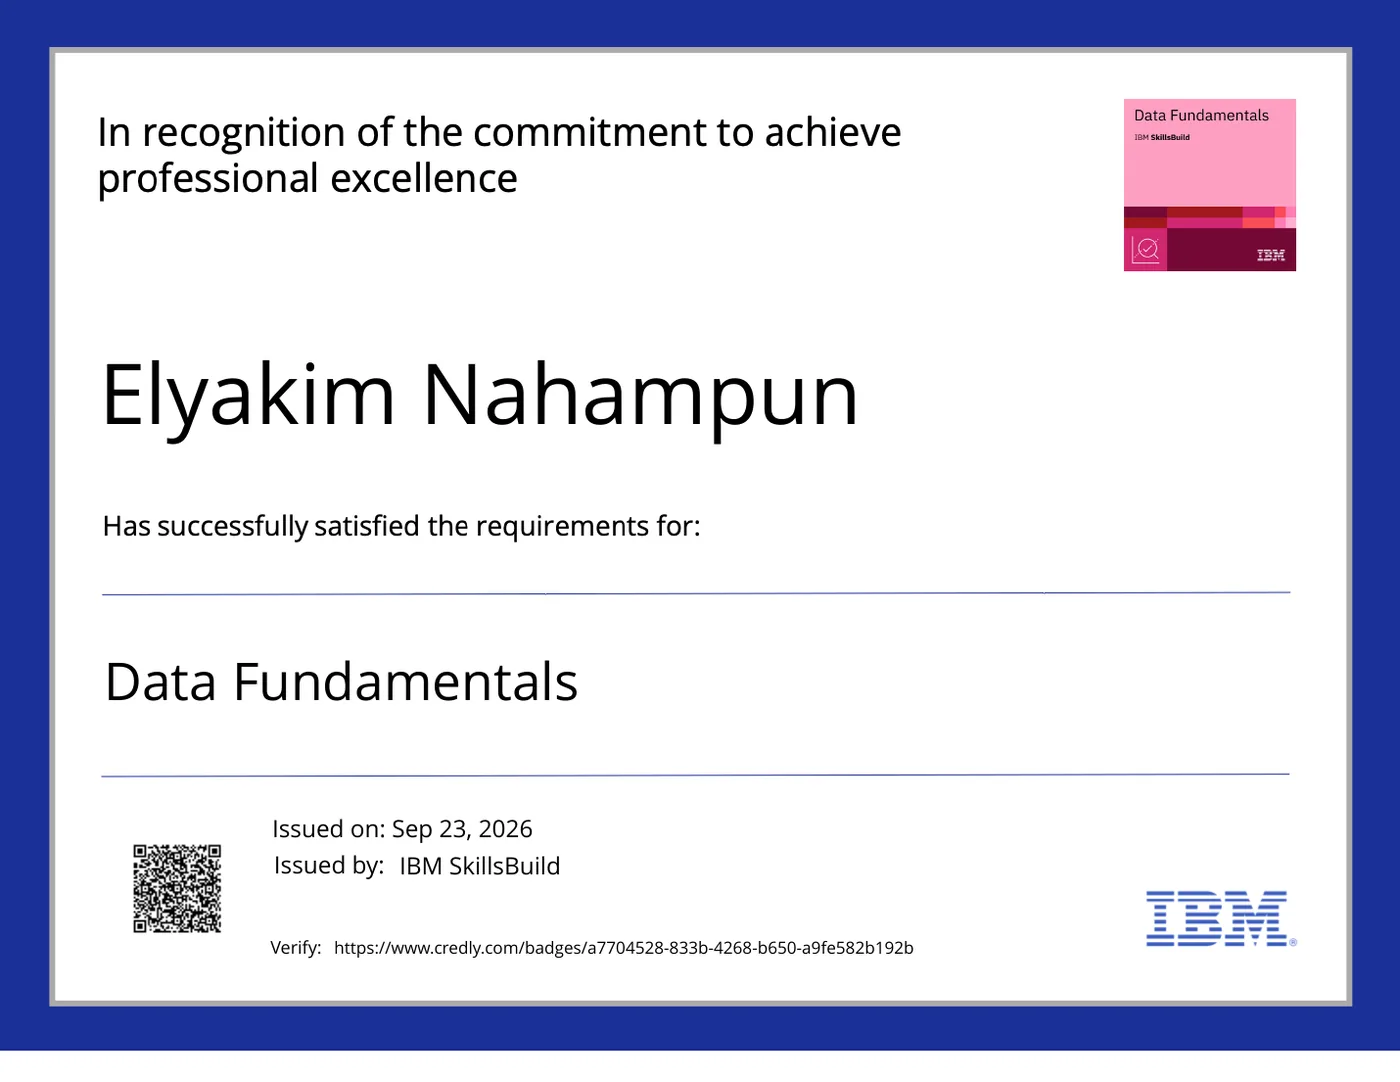 In recognition of the commitment to achieve
professional excellence
Data Fundamentals
IBM SkillsBuild
IBM
Elyakim Nahampun
Has successfully satisfied the requirements for:
Data Fundamentals
Issued on: Sep 23, 2026
Issued by: IBM SkillsBuild
Verify: https://www.credly.com/badges/a7704528-833b-4268-b650-a9fe582b192b
IBM®